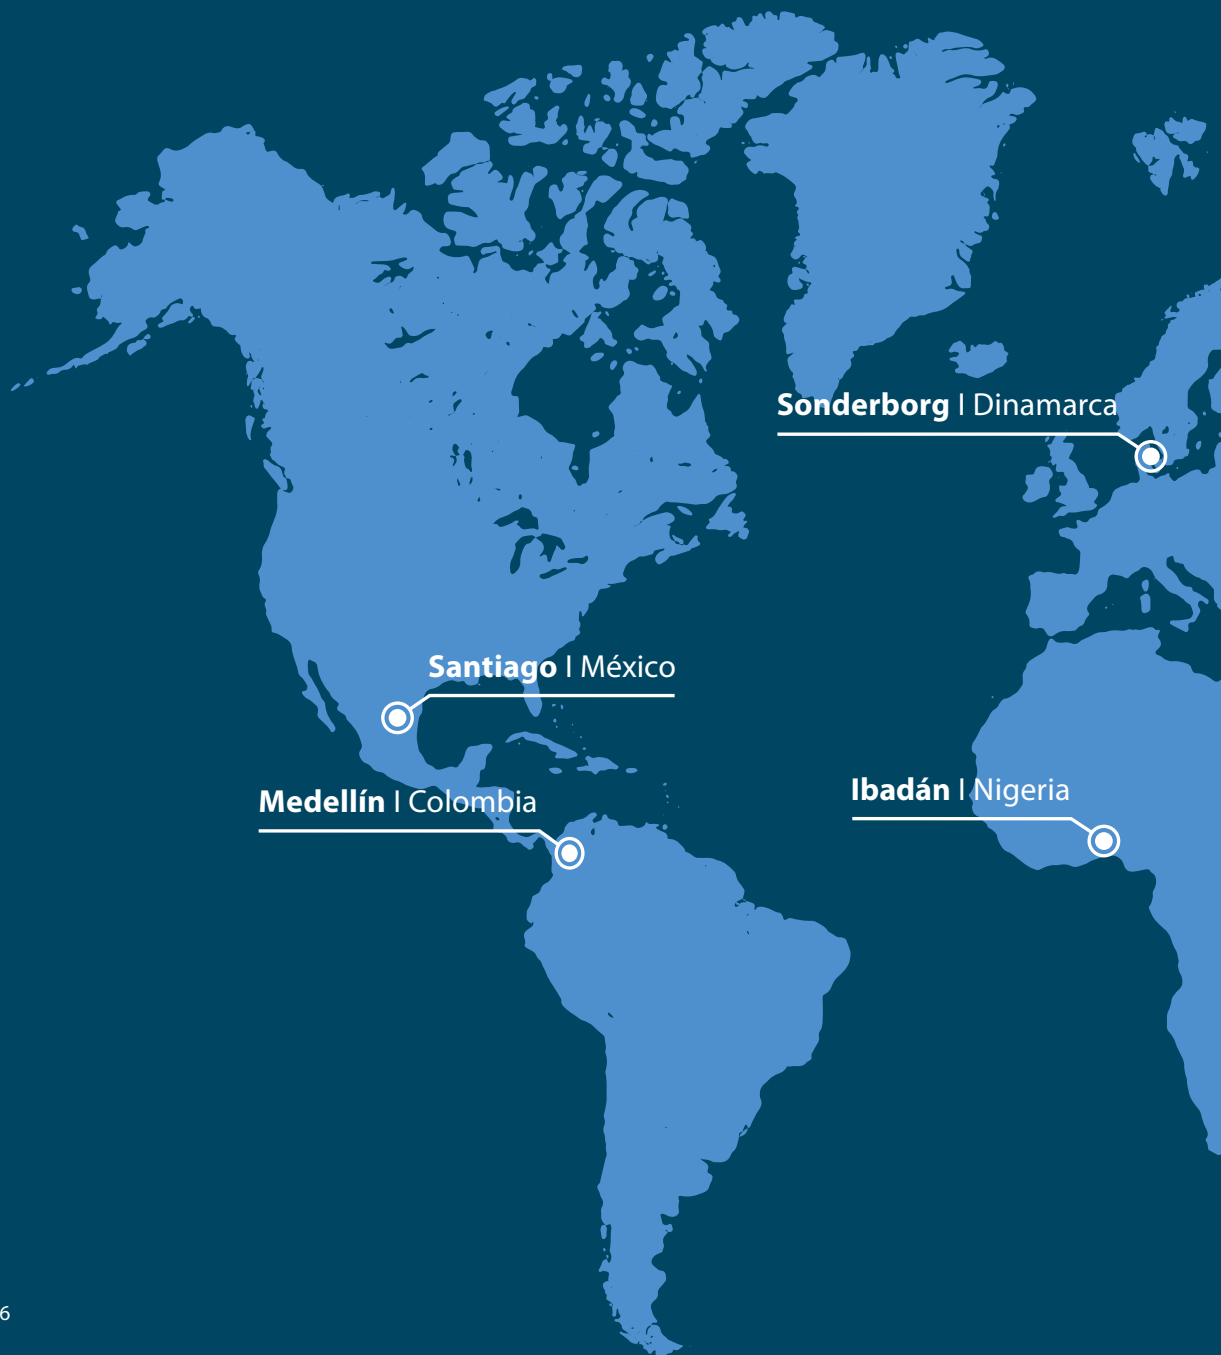 Sonderborg I Dinamarca
Santiago I México
Medellín I Colombia
Ibadán I Nigeria
6